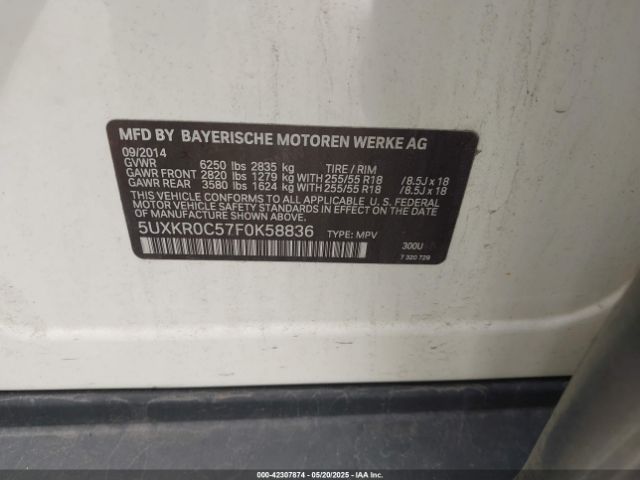 MFD BY BAYERISCHE MOTOREN WERKE AG
09/2014
GVWR 6250 lbs 2835 kg TIRE / RIM
GAWR FRONT 2820 lbs 1279 kg WITH 255/55 R18 / 8.5J x 18
GAWR REAR 3580 lbs 1624 kg WITH 255/55 R18 / 8.5J x 18
THIS VEHICLE CONFORMS TO ALL APPLICABLE U. S. FEDERAL
MOTOR VEHICLE SAFETY STANDARDS IN EFFECT ON THE DATE
OF MANUFACTURE SHOWN ABOVE.
5UXKR0C57F0K58836 TYPE: MPV
300U
7 320 729
000-42307874 - 05/20/2025 - IAA Inc.